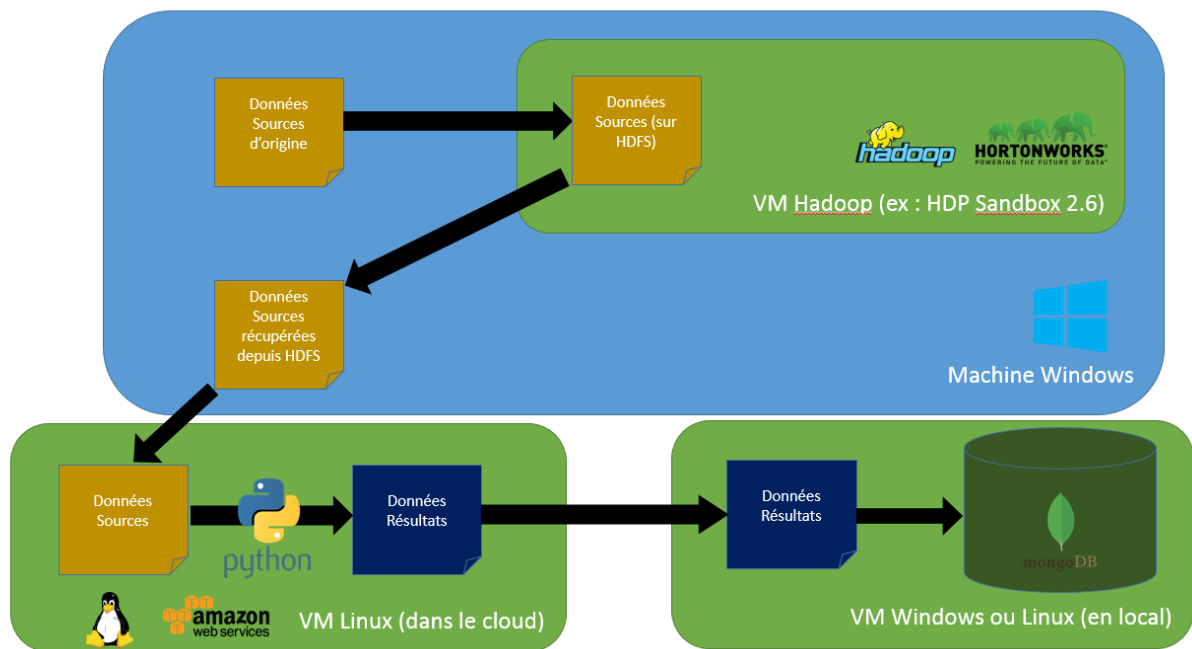 Données
Sources
d'origine
Données
Sources (sur
HDFS)
hadoop
HORTONWORKS
POWERING THE FUTURE OF DATA™
VM Hadoop (ex : HDP Sandbox 2.6)
Données
Sources
récupérées
depuis HDFS
Machine Windows
Données
Sources
python
Données
Résultats
Données
Résultats
mongoDB
amazon
web services
VM Linux (dans le cloud)
VM Windows ou Linux (en local)